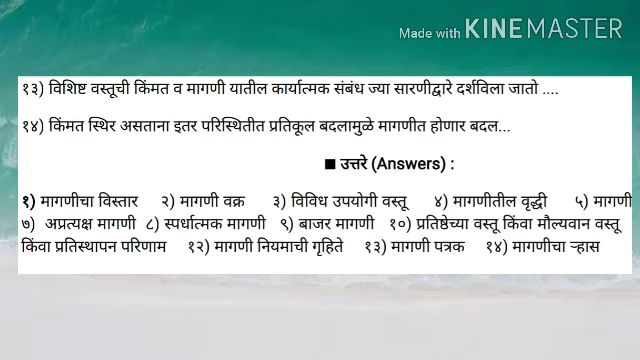 Made with KINEMASTER
१३) विशिष्ट वस्तूची किंमत व मागणी यातील कार्यात्मक संबंध ज्या सारणीद्वारे दर्शविला जातो ....
१४) किंमत स्थिर असताना इतर परिस्थितीत प्रतिकूल बदलामुळे मागणीत होणार बदल...
■ उत्तरे (Answers) :
१) मागणीचा विस्तार २) मागणी वक्र ३) विविध उपयोगी वस्तू ४) मागणीतील वृद्धी ५) मागणी
७) अप्रत्यक्ष मागणी ८) स्पर्धात्मक मागणी ९) बाजार मागणी १०) प्रतिष्ठेच्या वस्तू किंवा मौल्यवान वस्तू
किंवा प्रतिस्थापन परिणाम १२) मागणी नियमाची गृहिते १३) मागणी पत्रक १४) मागणीचा ऱ्हास